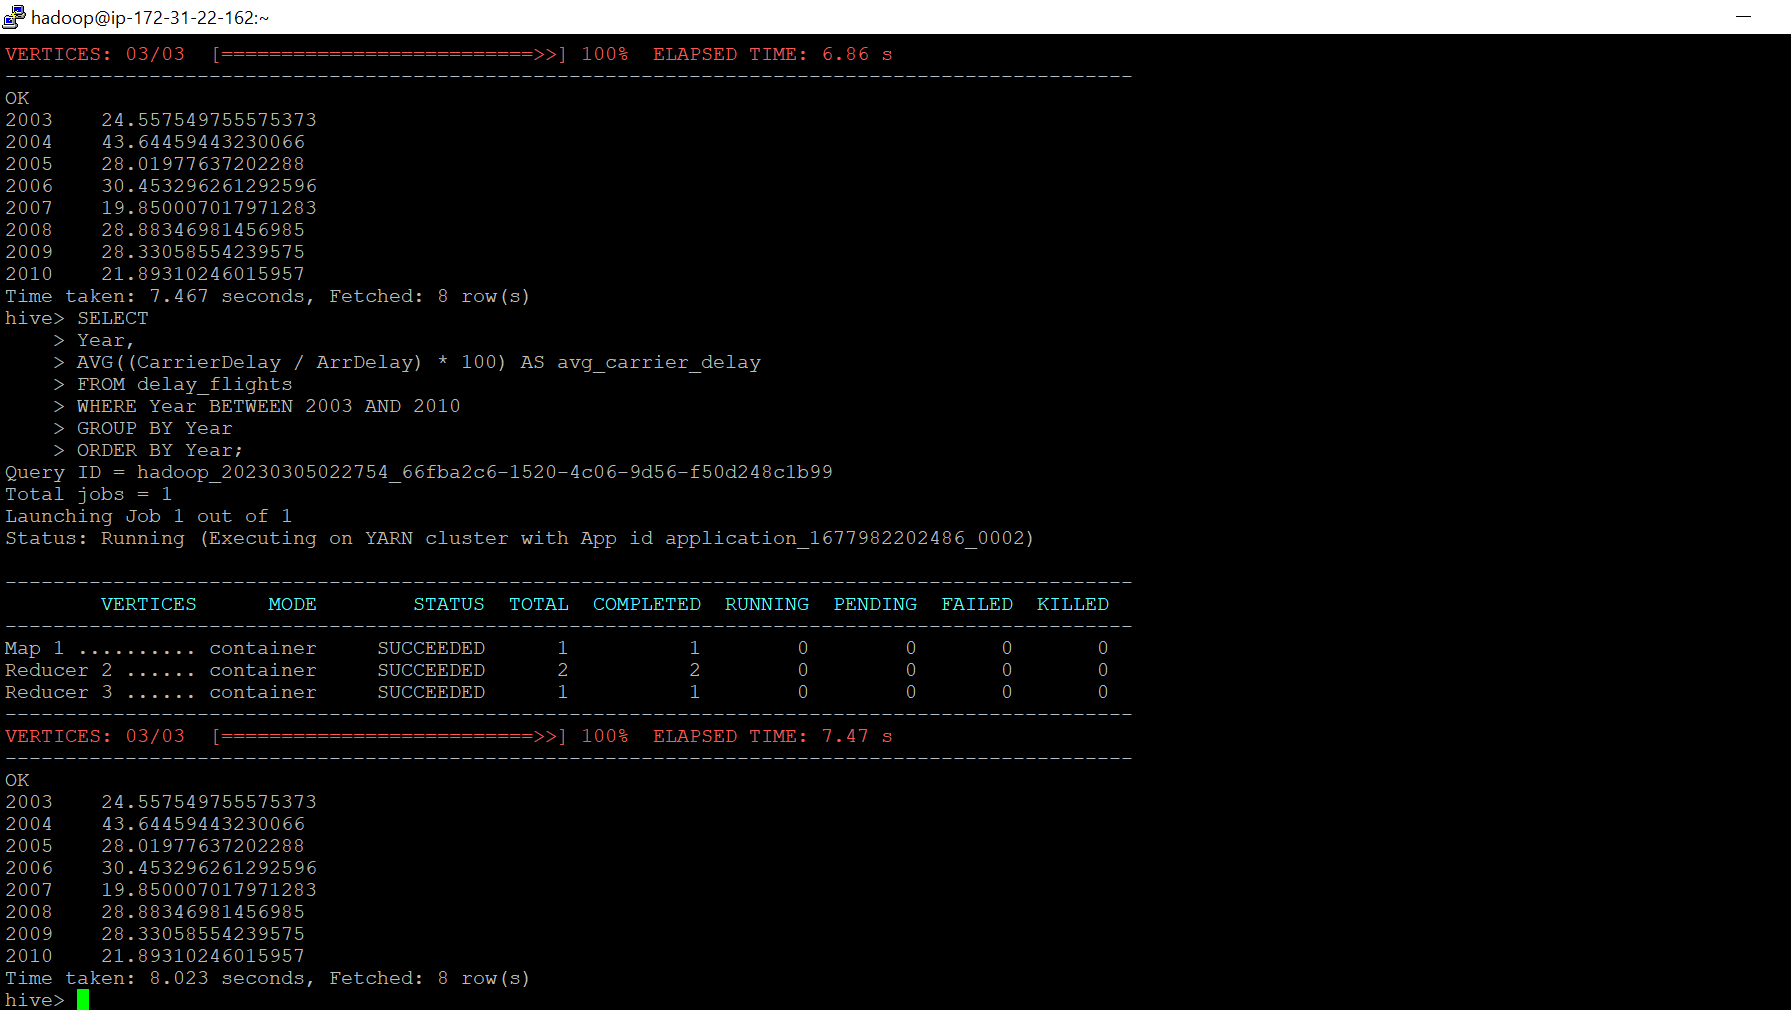 hadoop@ip-172-31-22-162:~
VERTICES: 03/03  [==========================>>] 100%  ELAPSED TIME: 6.86 s
----------------------------------------------------------------------------------------------
OK
2003    24.557549755575373
2004    43.64459443230066
2005    28.01977637202288
2006    30.453296261292596
2007    19.850007017971283
2008    28.88346981456985
2009    28.33058554239575
2010    21.89310246015957
Time taken: 7.467 seconds, Fetched: 8 row(s)
hive> SELECT
    > Year,
    > AVG((CarrierDelay / ArrDelay) * 100) AS avg_carrier_delay
    > FROM delay_flights
    > WHERE Year BETWEEN 2003 AND 2010
    > GROUP BY Year
    > ORDER BY Year;
Query ID = hadoop_20230305022754_66fba2c6-1520-4c06-9d56-f50d248c1b99
Total jobs = 1
Launching Job 1 out of 1
Status: Running (Executing on YARN cluster with App id application_1677982202486_0002)
----------------------------------------------------------------------------------------------
        VERTICES      MODE        STATUS  TOTAL  COMPLETED  RUNNING  PENDING  FAILED  KILLED
----------------------------------------------------------------------------------------------
Map 1 .......... container     SUCCEEDED      1          1        0        0       0       0
Reducer 2 ...... container     SUCCEEDED      2          2        0        0       0       0
Reducer 3 ...... container     SUCCEEDED      1          1        0        0       0       0
----------------------------------------------------------------------------------------------
VERTICES: 03/03  [==========================>>] 100%  ELAPSED TIME: 7.47 s
----------------------------------------------------------------------------------------------
OK
2003    24.557549755575373
2004    43.64459443230066
2005    28.01977637202288
2006    30.453296261292596
2007    19.850007017971283
2008    28.88346981456985
2009    28.33058554239575
2010    21.89310246015957
Time taken: 8.023 seconds, Fetched: 8 row(s)
hive>